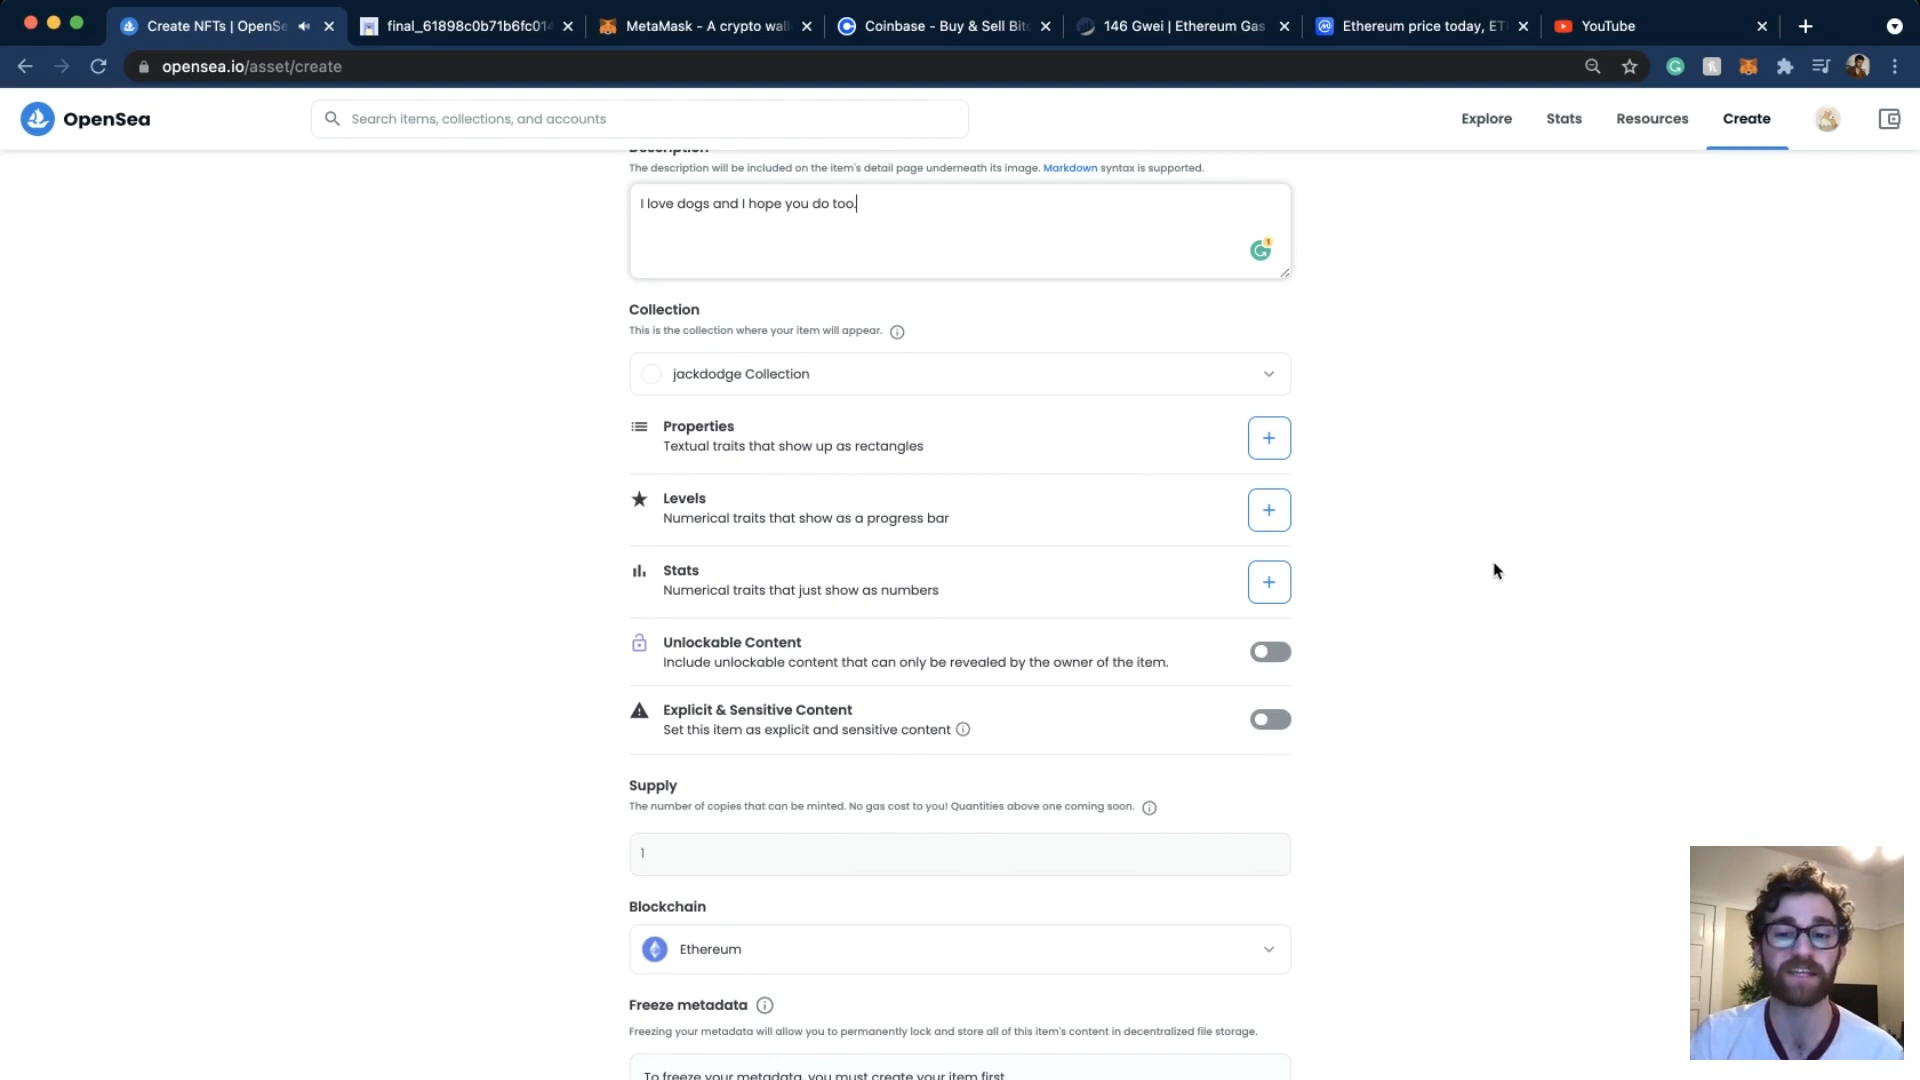 Create NFTs | OpenSe
final_61898c0b71b6fc014
MetaMask - A crypto wall
Coinbase - Buy & Sell Bitc
146 Gwei | Ethereum Gas
Ethereum price today, ET
YouTube
opensea.io/asset/create
OpenSea
Search items, collections, and accounts
Explore
Stats
Resources
Create
Description
The description will be included on the item's detail page underneath its image. Markdown syntax is supported.
I love dogs and I hope you do too.
1
Collection
This is the collection where your item will appear.
jackdodge Collection
Properties
Textual traits that show up as rectangles
Levels
Numerical traits that show as a progress bar
Stats
Numerical traits that just show as numbers
Unlockable Content
Include unlockable content that can only be revealed by the owner of the item.
Explicit & Sensitive Content
Set this item as explicit and sensitive content
Supply
The number of copies that can be minted. No gas cost to you! Quantities above one coming soon.
1
Blockchain
Ethereum
Freeze metadata
Freezing your metadata will allow you to permanently lock and store all of this item's content in decentralized file storage.
To freeze your metadata, you must create your item first.